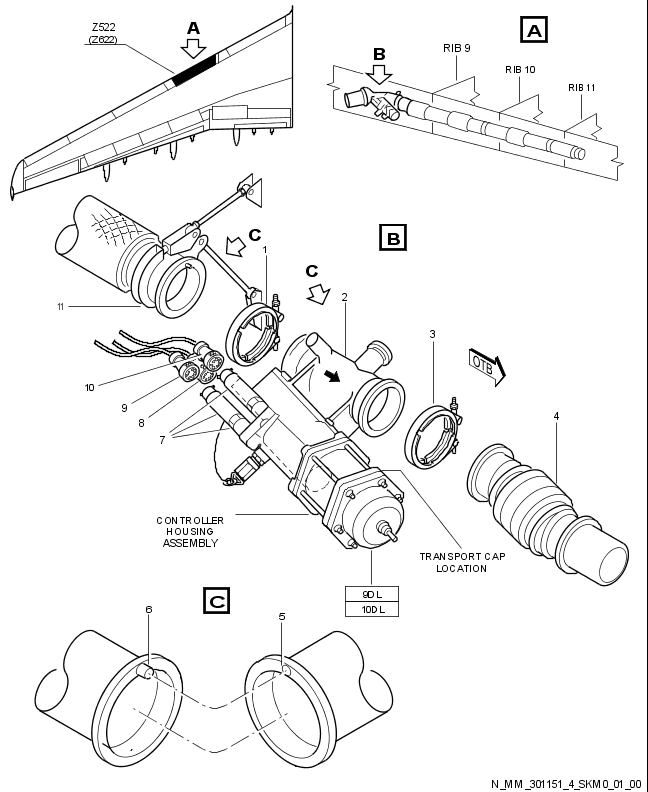 Z522
(Z622)
A
A
B
RIB 9
RIB 10
RIB 11
C
B
1
C
2
11
3
OTB
10
9
8
7
4
CONTROLLER
HOUSING
ASSEMBLY
TRANSPORT CAP
LOCATION
9DL
10DL
C
6
5
N_MM_301151_4_SKM0_01_00